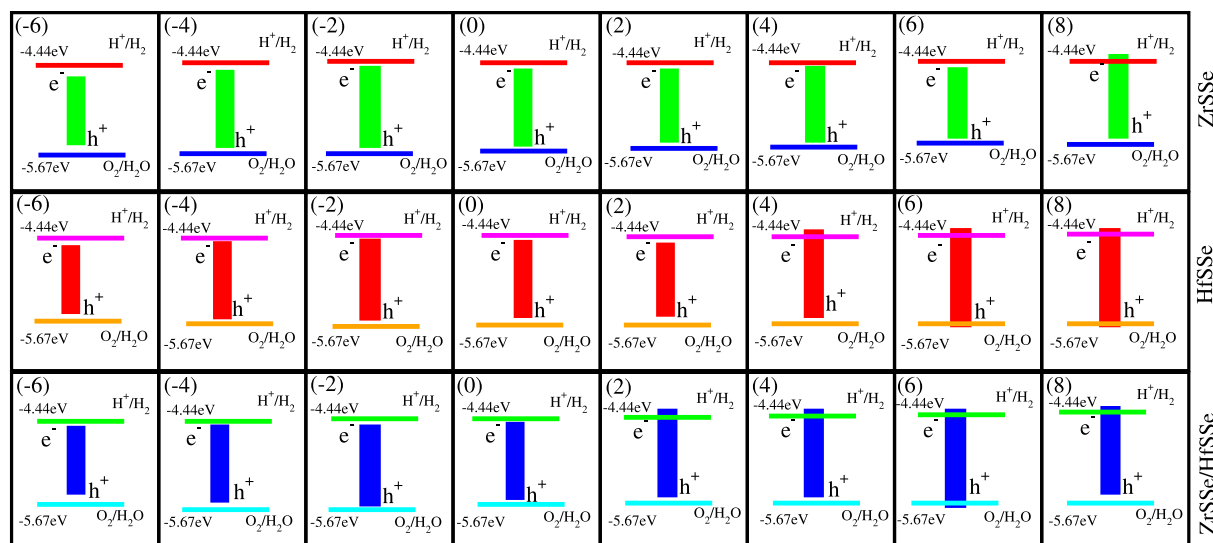 (-6) (-4) (-2) (0) (2) (4) (6) (8)
-4.44eV H⁺/H₂ -4.44eV H⁺/H₂ -4.44eV H⁺/H₂ -4.44eV H⁺/H₂ -4.44eV H⁺/H₂ -4.44eV H⁺/H₂ -4.44eV H⁺/H₂ -4.44eV H⁺/H₂
e⁻ e⁻ e⁻ e⁻ e⁻ e⁻ e⁻ e⁻
h⁺ h⁺ h⁺ h⁺ h⁺ h⁺ h⁺ h⁺
-5.67eV O₂/H₂O -5.67eV O₂/H₂O -5.67eV O₂/H₂O -5.67eV O₂/H₂O -5.67eV O₂/H₂O -5.67eV O₂/H₂O -5.67eV O₂/H₂O -5.67eV O₂/H₂O
ZrSSe
(-6) (-4) (-2) (0) (2) (4) (6) (8)
-4.44eV H⁺/H₂ -4.44eV H⁺/H₂ -4.44eV H⁺/H₂ -4.44eV H⁺/H₂ -4.44eV H⁺/H₂ -4.44eV H⁺/H₂ -4.44eV H⁺/H₂ -4.44eV H⁺/H₂
e⁻ e⁻ e⁻ e⁻ e⁻ e⁻ e⁻ e⁻
h⁺ h⁺ h⁺ h⁺ h⁺ h⁺ h⁺ h⁺
-5.67eV O₂/H₂O -5.67eV O₂/H₂O -5.67eV O₂/H₂O -5.67eV O₂/H₂O -5.67eV O₂/H₂O -5.67eV O₂/H₂O -5.67eV O₂/H₂O -5.67eV O₂/H₂O
HfSSe
(-6) (-4) (-2) (0) (2) (4) (6) (8)
-4.44eV H⁺/H₂ -4.44eV H⁺/H₂ -4.44eV H⁺/H₂ -4.44eV H⁺/H₂ -4.44eV H⁺/H₂ -4.44eV H⁺/H₂ -4.44eV H⁺/H₂ -4.44eV H⁺/H₂
e⁻ e⁻ e⁻ e⁻ e⁻ e⁻ e⁻ e⁻
h⁺ h⁺ h⁺ h⁺ h⁺ h⁺ h⁺ h⁺
-5.67eV O₂/H₂O -5.67eV O₂/H₂O -5.67eV O₂/H₂O -5.67eV O₂/H₂O -5.67eV O₂/H₂O -5.67eV O₂/H₂O -5.67eV O₂/H₂O -5.67eV O₂/H₂O
ZrSSe/HfSSe